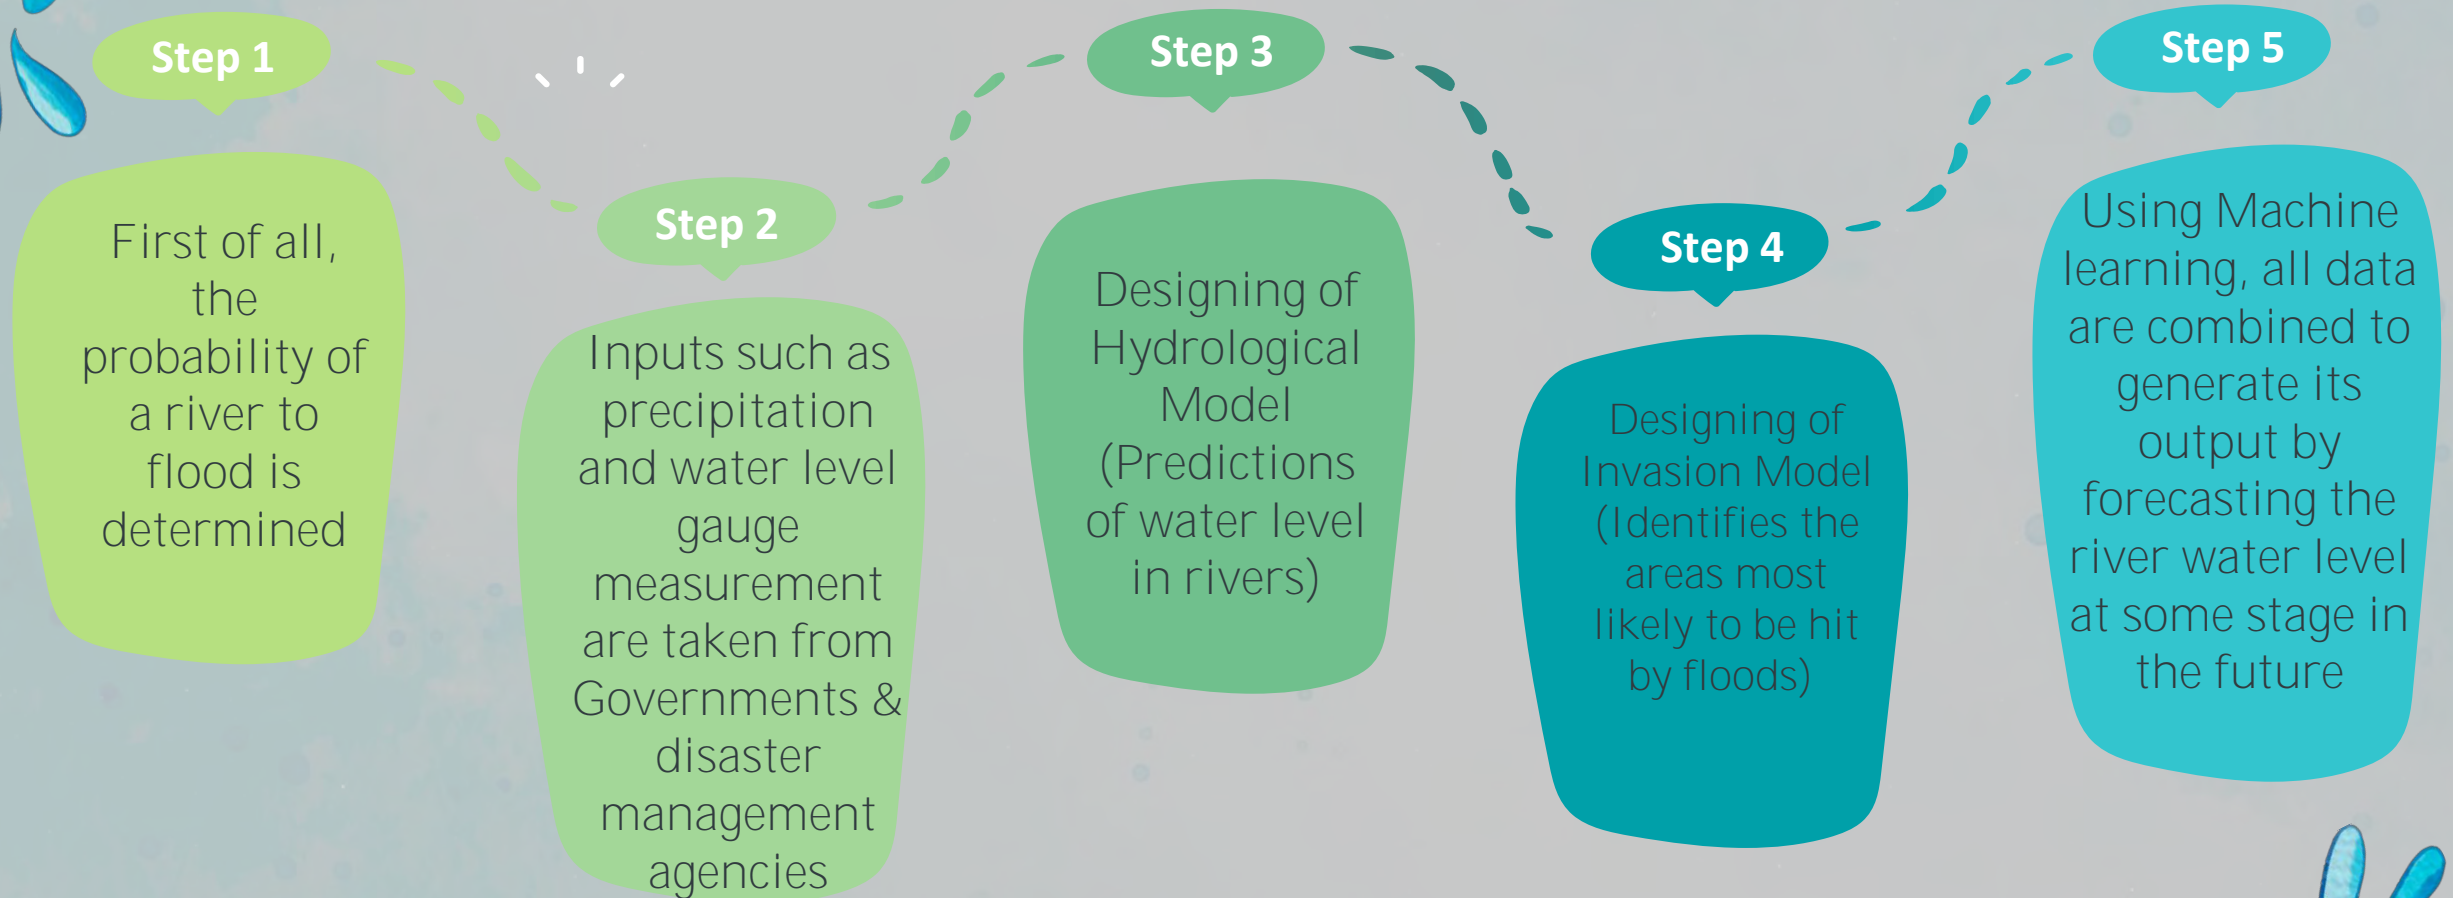 Step 1
First of all,
the
probability of
a river to
flood is
determined
Step 2
Inputs such as
precipitation
and water level
gauge
measurement
are taken from
Governments &
disaster
management
agencies
Step 3
Designing of
Hydrological
Model
(Predictions
of water level
in rivers)
Step 4
Designing of
Invasion Model
(Identifies the
areas most
likely to be hit
by floods)
Step 5
Using Machine
learning, all data
are combined to
generate its
output by
forecasting the
river water level
at some stage in
the future